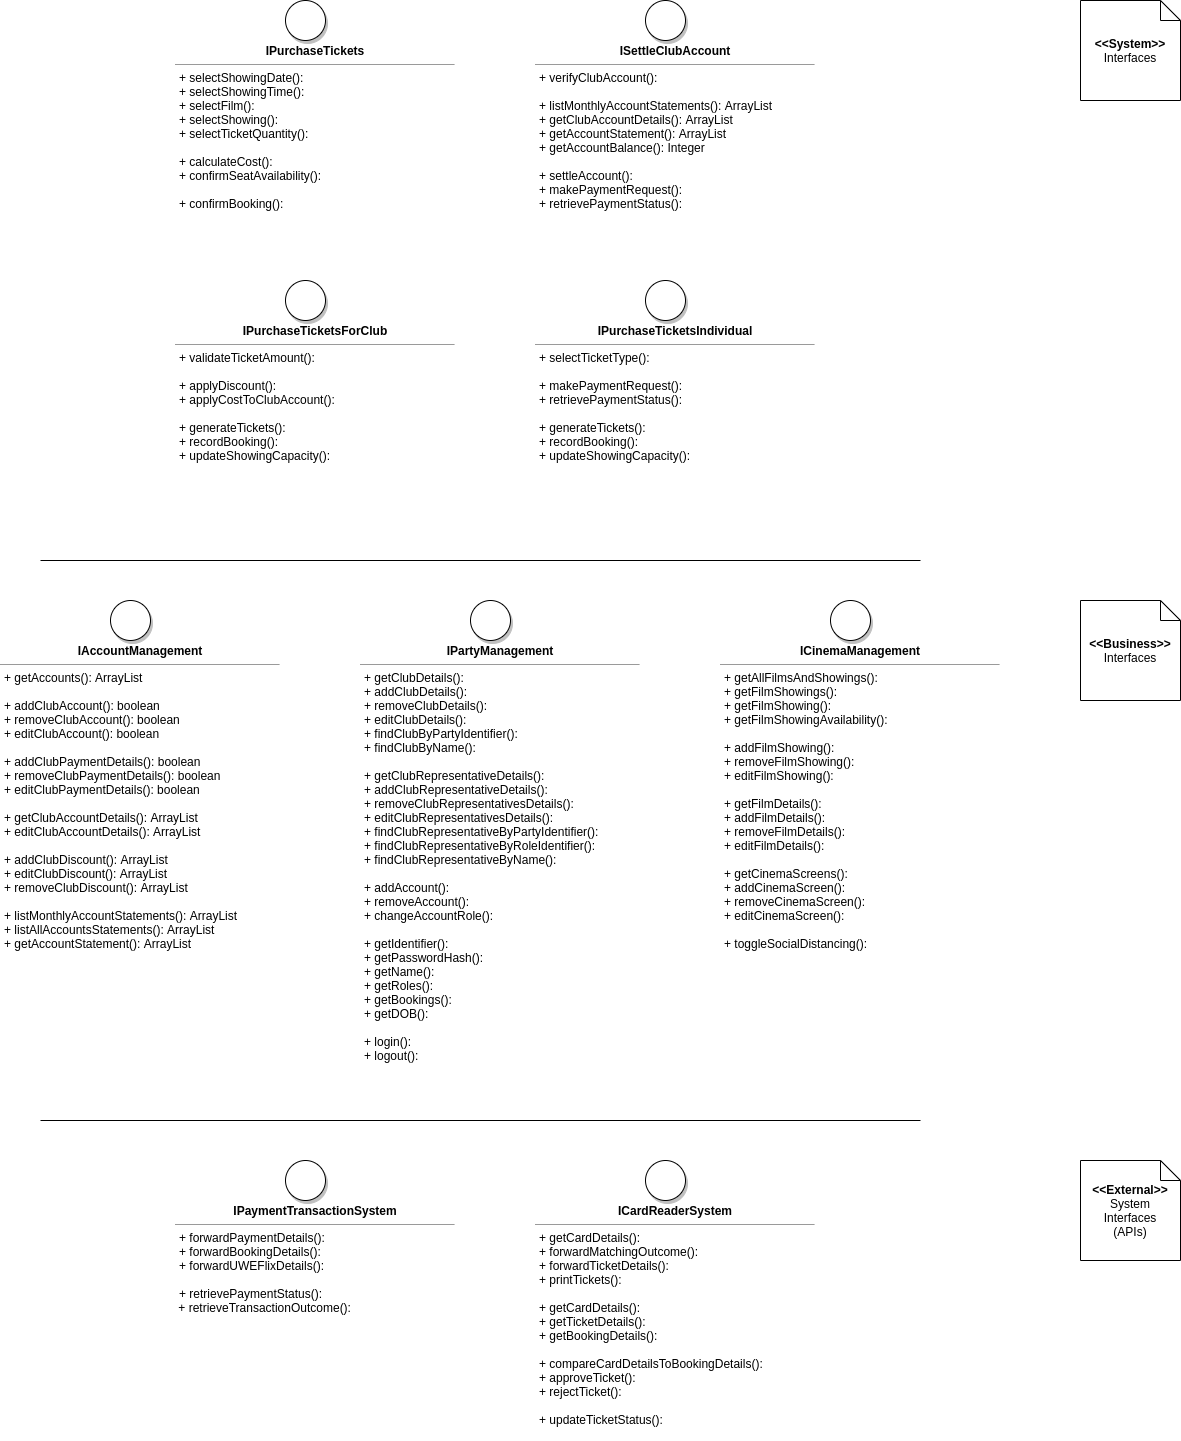 IPurchaseTickets
+ selectShowingDate():
+ selectShowingTime():
+ selectFilm():
+ selectShowing():
+ selectTicketQuantity():
+ calculateCost():
+ confirmSeatAvailability():
+ confirmBooking():
ISettleClubAccount
+ verifyClubAccount():
+ listMonthlyAccountStatements(): ArrayList
+ getClubAccountDetails(): ArrayList
+ getAccountStatement(): ArrayList
+ getAccountBalance(): Integer
+ settleAccount():
+ makePaymentRequest():
+ retrievePaymentStatus():
<<System>>
Interfaces
IPurchaseTicketsForClub
+ validateTicketAmount():
+ applyDiscount():
+ applyCostToClubAccount():
+ generateTickets():
+ recordBooking():
+ updateShowingCapacity():
IPurchaseTicketsIndividual
+ selectTicketType():
+ makePaymentRequest():
+ retrievePaymentStatus():
+ generateTickets():
+ recordBooking():
+ updateShowingCapacity():
IAccountManagement
+ getAccounts(): ArrayList
+ addClubAccount(): boolean
+ removeClubAccount(): boolean
+ editClubAccount(): boolean
+ addClubPaymentDetails(): boolean
+ removeClubPaymentDetails(): boolean
+ editClubPaymentDetails(): boolean
+ getClubAccountDetails(): ArrayList
+ editClubAccountDetails(): ArrayList
+ addClubDiscount(): ArrayList
+ editClubDiscount(): ArrayList
+ removeClubDiscount(): ArrayList
+ listMonthlyAccountStatements(): ArrayList
+ listAllAccountsStatements(): ArrayList
+ getAccountStatement(): ArrayList
IPartyManagement
+ getClubDetails():
+ addClubDetails():
+ removeClubDetails():
+ editClubDetails():
+ findClubByPartyIdentifier():
+ findClubByName():
+ getClubRepresentativeDetails():
+ addClubRepresentativeDetails():
+ removeClubRepresentativesDetails():
+ editClubRepresentativesDetails():
+ findClubRepresentativeByPartyIdentifier():
+ findClubRepresentativeByRoleIdentifier():
+ findClubRepresentativeByName():
+ addAccount():
+ removeAccount():
+ changeAccountRole():
+ getIdentifier():
+ getPasswordHash():
+ getName():
+ getRoles():
+ getBookings():
+ getDOB():
+ login():
+ logout():
ICinemaManagement
+ getAllFilmsAndShowings():
+ getFilmShowings():
+ getFilmShowing():
+ getFilmShowingAvailability():
+ addFilmShowing():
+ removeFilmShowing():
+ editFilmShowing():
+ getFilmDetails():
+ addFilmDetails():
+ removeFilmDetails():
+ editFilmDetails():
+ getCinemaScreens():
+ addCinemaScreen():
+ removeCinemaScreen():
+ editCinemaScreen():
+ toggleSocialDistancing():
<<Business>>
Interfaces
IPaymentTransactionSystem
+ forwardPaymentDetails():
+ forwardBookingDetails():
+ forwardUWEFlixDetails():
+ retrievePaymentStatus():
+ retrieveTransactionOutcome():
ICardReaderSystem
+ getCardDetails():
+ forwardMatchingOutcome():
+ forwardTicketDetails():
+ printTickets():
+ getCardDetails():
+ getTicketDetails():
+ getBookingDetails():
+ compareCardDetailsToBookingDetails():
+ approveTicket():
+ rejectTicket():
+ updateTicketStatus():
<<External>>
System
Interfaces
(APIs)